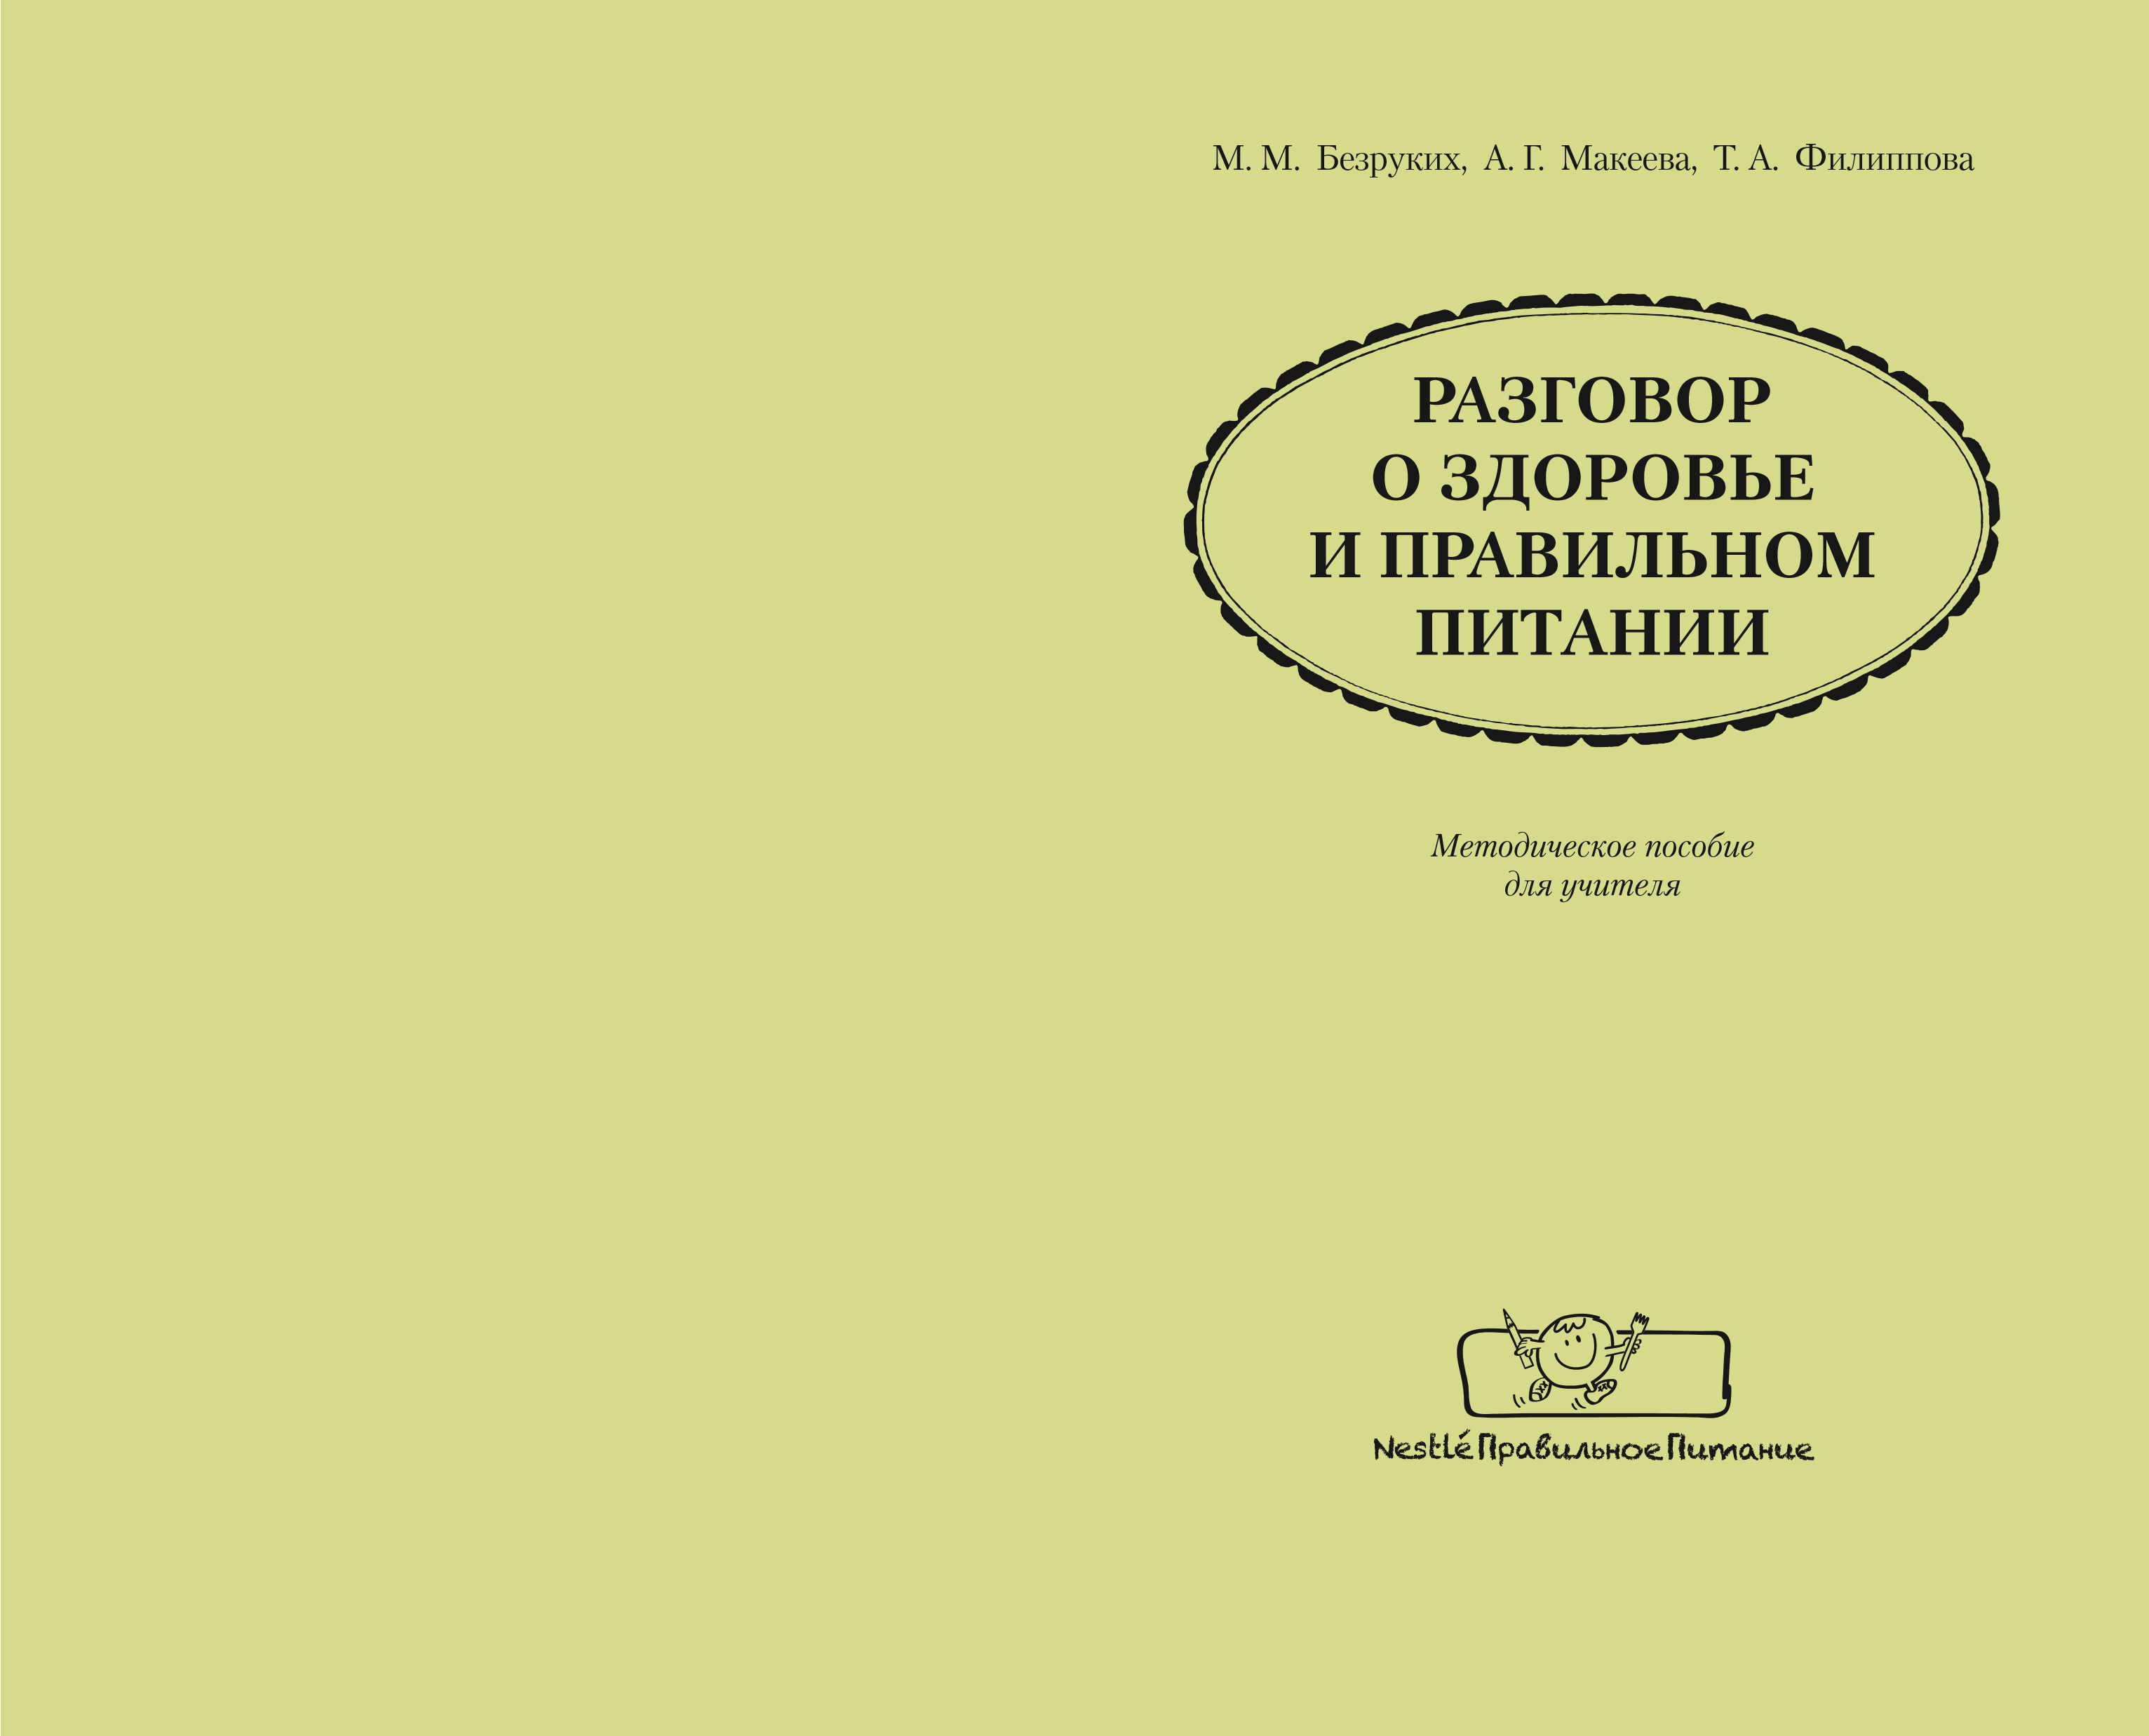 М. М. Безруких, А. Г. Макеева, Т. А. Филиппова
РАЗГОВОР
О ЗДОРОВЬЕ
И ПРАВИЛЬНОМ
ПИТАНИИ
Методическое пособие
для учителя
Nestlé Правильное Питание